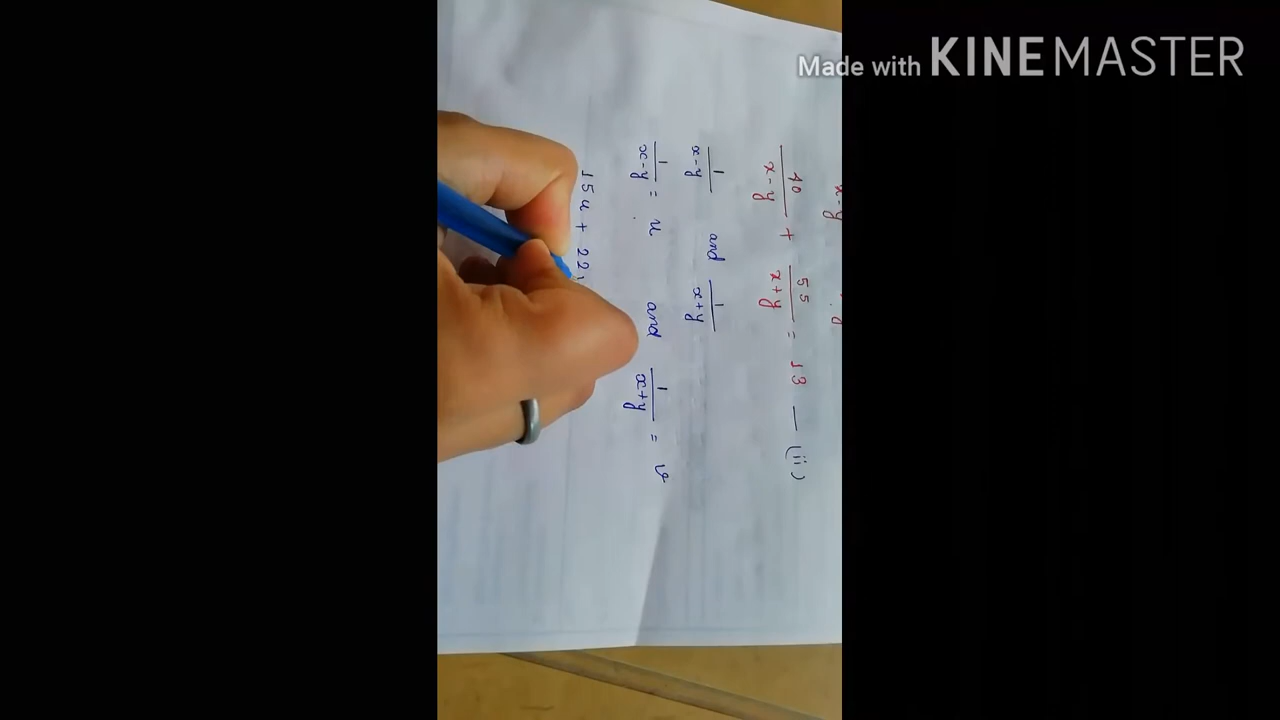 Made with KINEMASTER
x-y
40/x-y + 55/x+y = 13 — (ii)
1/x-y and 1/x+y
1/x-y = u and 1/x+y = v
15u + 22